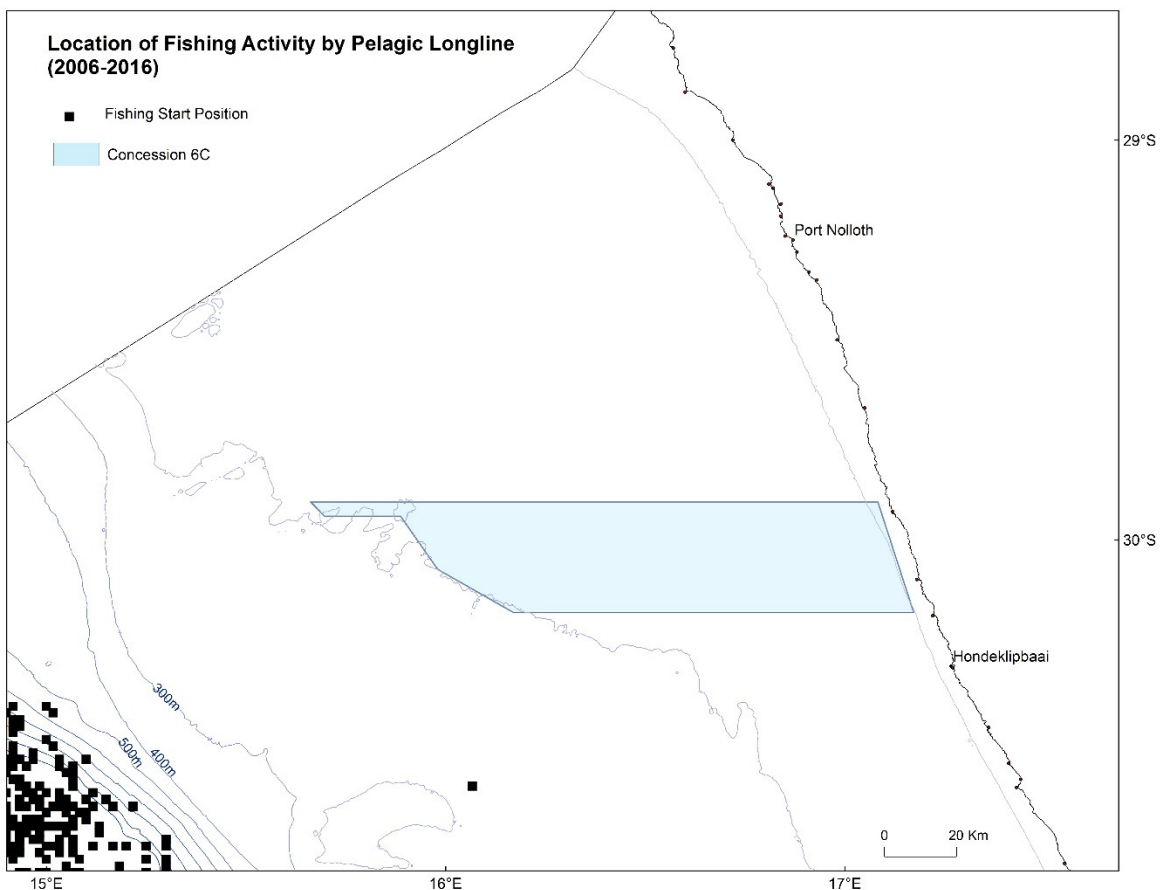 Location of Fishing Activity by Pelagic Longline
(2006-2016)
Fishing Start Position
Concession 6C
29°S
Port Nolloth
30°S
Hondeklipbaai
300m
500m
400m
0 20 Km
15°E
16°E
17°E